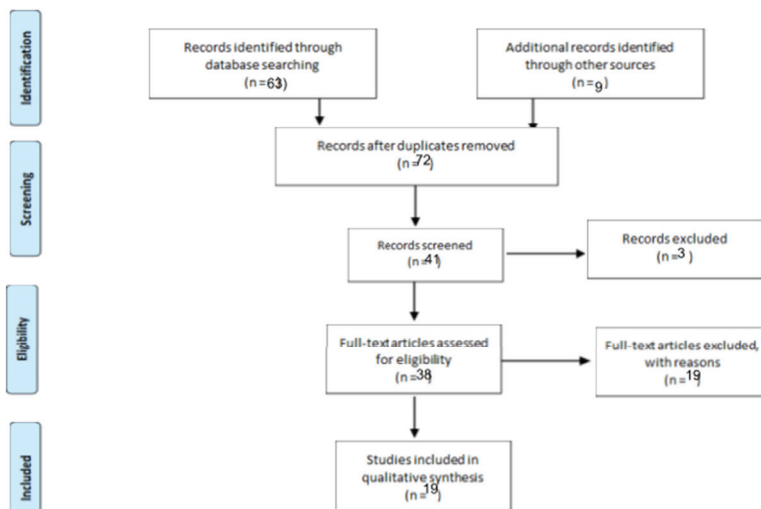 Identification
Records identified through
database searching
(n =63)
Additional records identified
through other sources
(n =9)
Records after duplicates removed
(n =72)
Screening
Records screened
(n =41)
Records excluded
(n =3 )
Eligibility
Full-text articles assessed
for eligibility
(n =38)
Full-text articles excluded,
with reasons
(n =19)
Included
Studies included in
qualitative synthesis
(n =19)